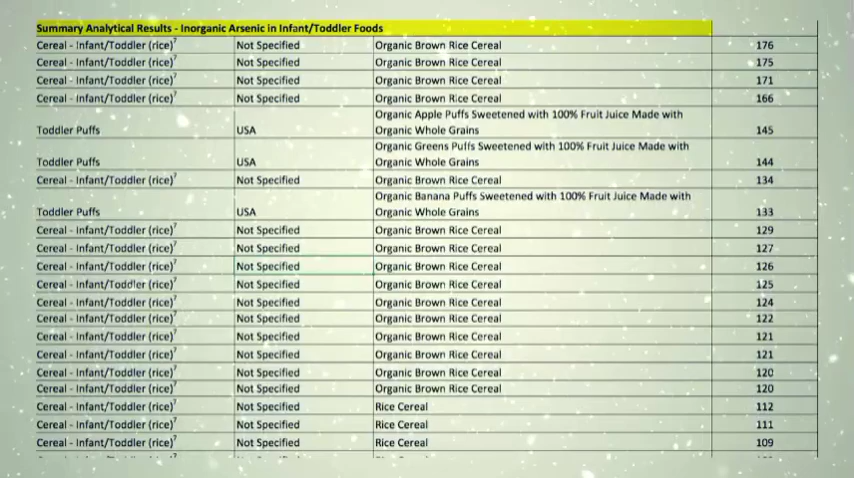 Summary Analytical Results - Inorganic Arsenic in Infant/Toddler Foods
Cereal - Infant/Toddler (rice)⁷ Not Specified Organic Brown Rice Cereal 176
Cereal - Infant/Toddler (rice)⁷ Not Specified Organic Brown Rice Cereal 175
Cereal - Infant/Toddler (rice)⁷ Not Specified Organic Brown Rice Cereal 171
Cereal - Infant/Toddler (rice)⁷ Not Specified Organic Brown Rice Cereal 166
Organic Apple Puffs Sweetened with 100% Fruit Juice Made with
Toddler Puffs USA Organic Whole Grains 145
Organic Greens Puffs Sweetened with 100% Fruit Juice Made with
Toddler Puffs USA Organic Whole Grains 144
Cereal - Infant/Toddler (rice)⁷ Not Specified Organic Brown Rice Cereal 134
Organic Banana Puffs Sweetened with 100% Fruit Juice Made with
Toddler Puffs USA Organic Whole Grains 133
Cereal - Infant/Toddler (rice)⁷ Not Specified Organic Brown Rice Cereal 129
Cereal - Infant/Toddler (rice)⁷ Not Specified Organic Brown Rice Cereal 127
Cereal - Infant/Toddler (rice)⁷ Not Specified Organic Brown Rice Cereal 126
Cereal - Infant/Toddler (rice)⁷ Not Specified Organic Brown Rice Cereal 125
Cereal - Infant/Toddler (rice)⁷ Not Specified Organic Brown Rice Cereal 124
Cereal - Infant/Toddler (rice)⁷ Not Specified Organic Brown Rice Cereal 122
Cereal - Infant/Toddler (rice)⁷ Not Specified Organic Brown Rice Cereal 121
Cereal - Infant/Toddler (rice)⁷ Not Specified Organic Brown Rice Cereal 121
Cereal - Infant/Toddler (rice)⁷ Not Specified Organic Brown Rice Cereal 120
Cereal - Infant/Toddler (rice)⁷ Not Specified Organic Brown Rice Cereal 120
Cereal - Infant/Toddler (rice)⁷ Not Specified Rice Cereal 112
Cereal - Infant/Toddler (rice)⁷ Not Specified Rice Cereal 111
Cereal - Infant/Toddler (rice)⁷ Not Specified Rice Cereal 109